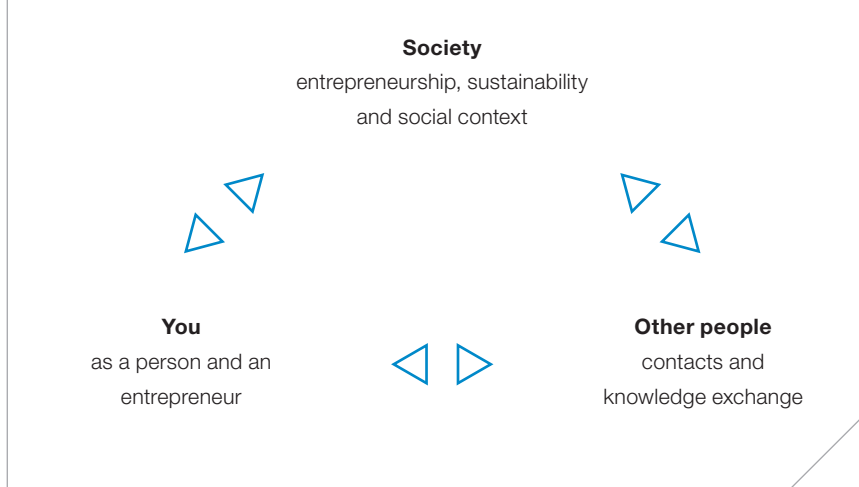 Society
entrepreneurship, sustainability
and social context
You
as a person and an
entrepreneur
Other people
contacts and
knowledge exchange